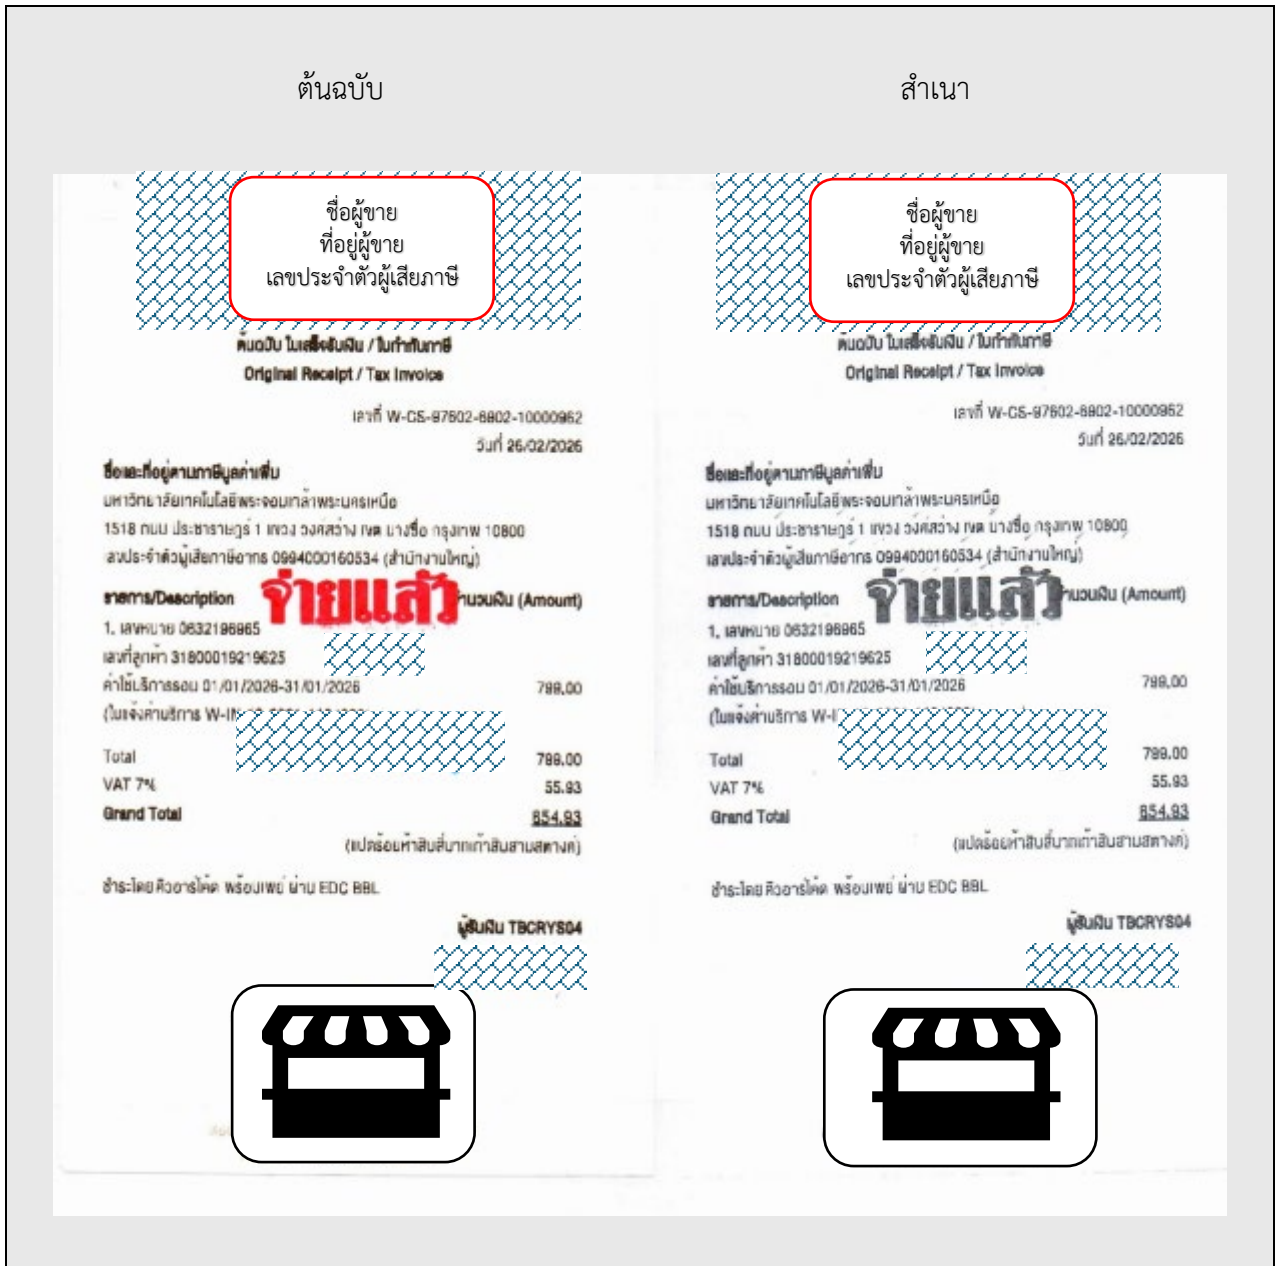 ต้นฉบับ
ชื่อผู้ขาย
ที่อยู่ผู้ขาย
เลขประจำตัวผู้เสียภาษี
ต้นฉบับ ใบเสร็จรับเงิน / ใบกำกับภาษี
Original Receipt / Tax Invoice
เลขที่ W-CS-97602-6902-10000962
วันที่ 26/02/2026
ชื่อและที่อยู่ตามภาษีมูลค่าเพิ่ม
มหาวิทยาลัยเทคโนโลยีพระจอมเกล้าพระนครเหนือ
1518 ถนน ประชาราษฎร์ 1 แขวง วงศ์สว่าง เขต บางซื่อ กรุงเทพ 10800
เลขประจำตัวผู้เสียภาษีอากร 0994000160534 (สำนักงานใหญ่)
จ่ายแล้ว
รายการ/Description จำนวนเงิน (Amount)
1. เลขหมาย 0632196965
เลขที่ลูกค้า 31800019219625
ค่าใช้บริการรอบ 01/01/2026-31/01/2026 799.00
(ใบแจ้งค่าบริการ W-IN
Total 799.00
VAT 7% 55.93
Grand Total 854.93
(แปดร้อยห้าสิบสี่บาทเก้าสิบสามสตางค์)
ชำระโดย คิวอาร์โค้ด พร้อมเพย์ ผ่าน EDC BBL
ผู้รับเงิน TBCRYS04
สำเนา
ชื่อผู้ขาย
ที่อยู่ผู้ขาย
เลขประจำตัวผู้เสียภาษี
ต้นฉบับ ใบเสร็จรับเงิน / ใบกำกับภาษี
Original Receipt / Tax Invoice
เลขที่ W-CS-97602-6902-10000962
วันที่ 26/02/2026
ชื่อและที่อยู่ตามภาษีมูลค่าเพิ่ม
มหาวิทยาลัยเทคโนโลยีพระจอมเกล้าพระนครเหนือ
1518 ถนน ประชาราษฎร์ 1 แขวง วงศ์สว่าง เขต บางซื่อ กรุงเทพ 10800
เลขประจำตัวผู้เสียภาษีอากร 0994000160534 (สำนักงานใหญ่)
จ่ายแล้ว
รายการ/Description จำนวนเงิน (Amount)
1. เลขหมาย 0632196965
เลขที่ลูกค้า 31800019219625
ค่าใช้บริการรอบ 01/01/2026-31/01/2026 799.00
(ใบแจ้งค่าบริการ W-I
Total 799.00
VAT 7% 55.93
Grand Total 854.93
(แปดร้อยห้าสิบสี่บาทเก้าสิบสามสตางค์)
ชำระโดย คิวอาร์โค้ด พร้อมเพย์ ผ่าน EDC BBL
ผู้รับเงิน TBCRYS04